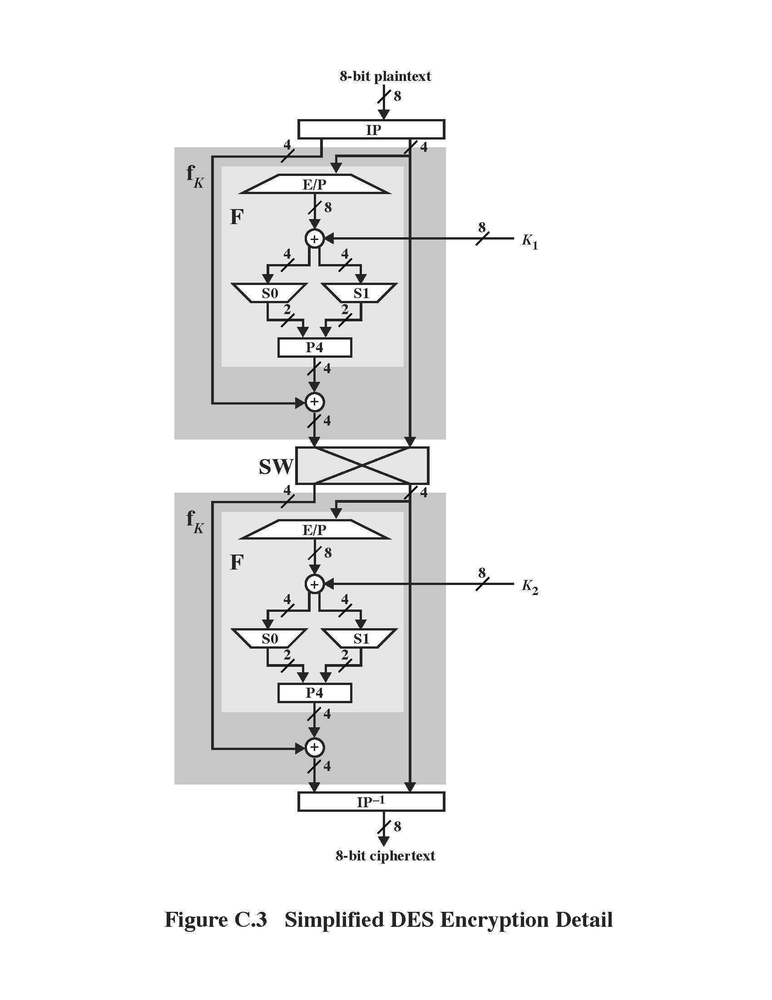 8-bit plaintext
8
IP
4 4
fK
E/P
8
F
8
+ K1
4 4
S0 S1
2 2
P4
4
+
4
SW
4 4
fK
E/P
8
F
8
+ K2
4 4
S0 S1
2 2
P4
4
+
4
IP–1
8
8-bit ciphertext
Figure C.3 Simplified DES Encryption Detail